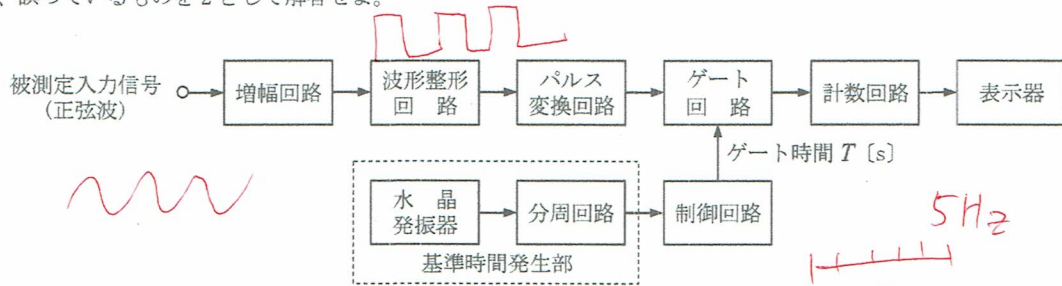 、誤っているものを2として解答せよ。
被測定入力信号
(正弦波)
増幅回路
波形整形
回 路
パルス
変換回路
ゲート
回 路
計数回路
表示器
ゲート時間 T〔s〕
水 晶
発振器
分周回路
制御回路
基準時間発生部
5Hz